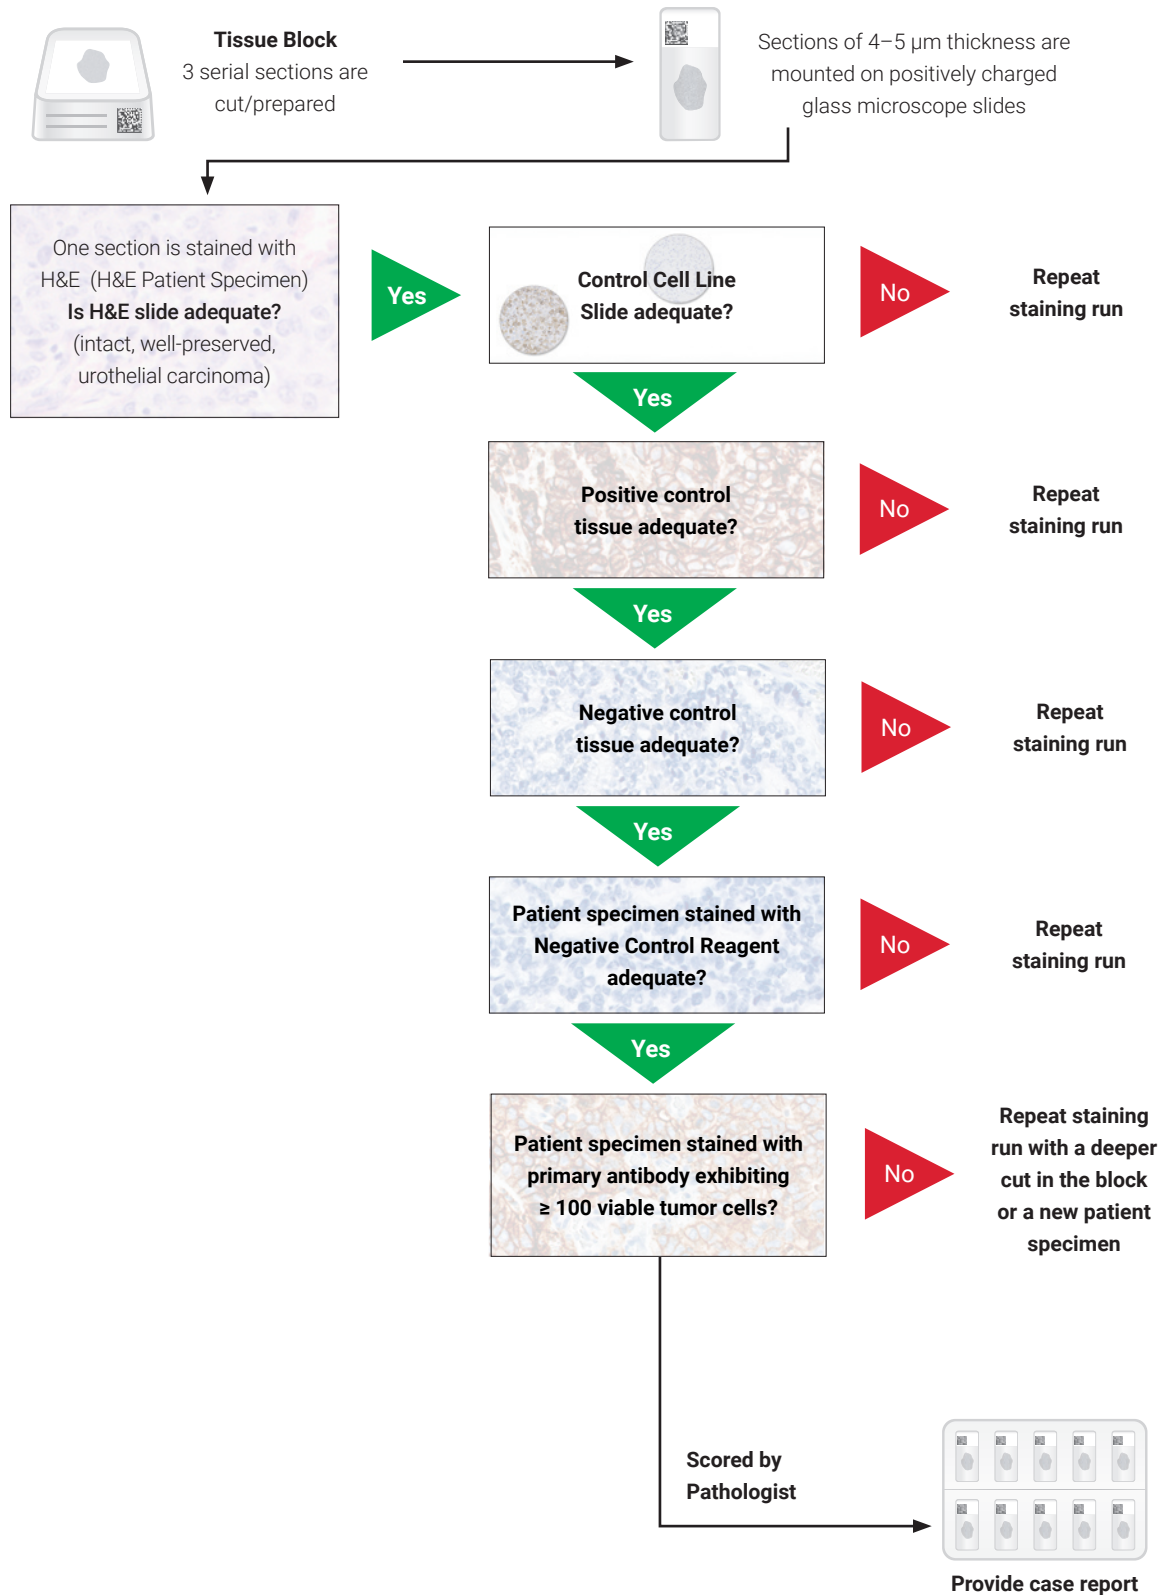 Tissue Block
3 serial sections are
cut/prepared
Sections of 4–5 µm thickness are
mounted on positively charged
glass microscope slides
One section is stained with
H&E (H&E Patient Specimen)
Is H&E slide adequate?
(intact, well-preserved,
urothelial carcinoma)
Yes
Control Cell Line
Slide adequate?
No
Repeat
staining run
Yes
Positive control
tissue adequate?
No
Repeat
staining run
Yes
Negative control
tissue adequate?
No
Repeat
staining run
Yes
Patient specimen stained with
Negative Control Reagent
adequate?
No
Repeat
staining run
Yes
Patient specimen stained with
primary antibody exhibiting
≥ 100 viable tumor cells?
No
Repeat staining
run with a deeper
cut in the block
or a new patient
specimen
Scored by
Pathologist
Provide case report